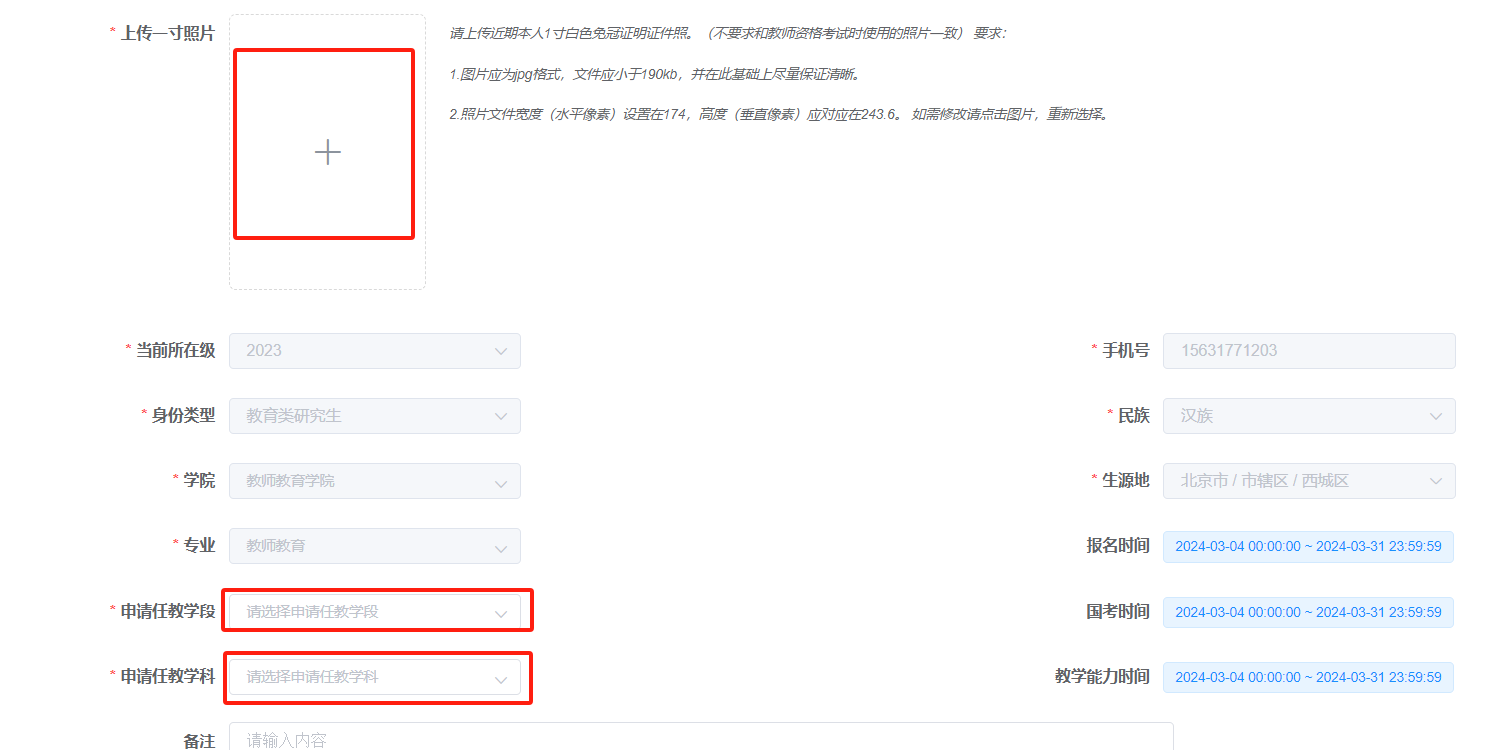 * 上传一寸照片
请上传近期本人1寸白色免冠证明证件照。（不要求和教师资格考试时使用的照片一致） 要求：
1.图片应为jpg格式，文件应小于190kb，并在此基础上尽量保证清晰。
2.照片文件宽度（水平像素）设置在174，高度（垂直像素）应对应在243.6。 如需修改请点击图片，重新选择。
* 当前所在级 2023 * 手机号 15631771203
* 身份类型 教育类研究生 * 民族 汉族
* 学院 教师教育学院 * 生源地 北京市 / 市辖区 / 西城区
* 专业 教师教育 报名时间 2024-03-04 00:00:00 ~ 2024-03-31 23:59:59
* 申请任教学段 请选择申请任教学段 国考时间 2024-03-04 00:00:00 ~ 2024-03-31 23:59:59
* 申请任教学科 请选择申请任教学科 教学能力时间 2024-03-04 00:00:00 ~ 2024-03-31 23:59:59
备注 请输入内容